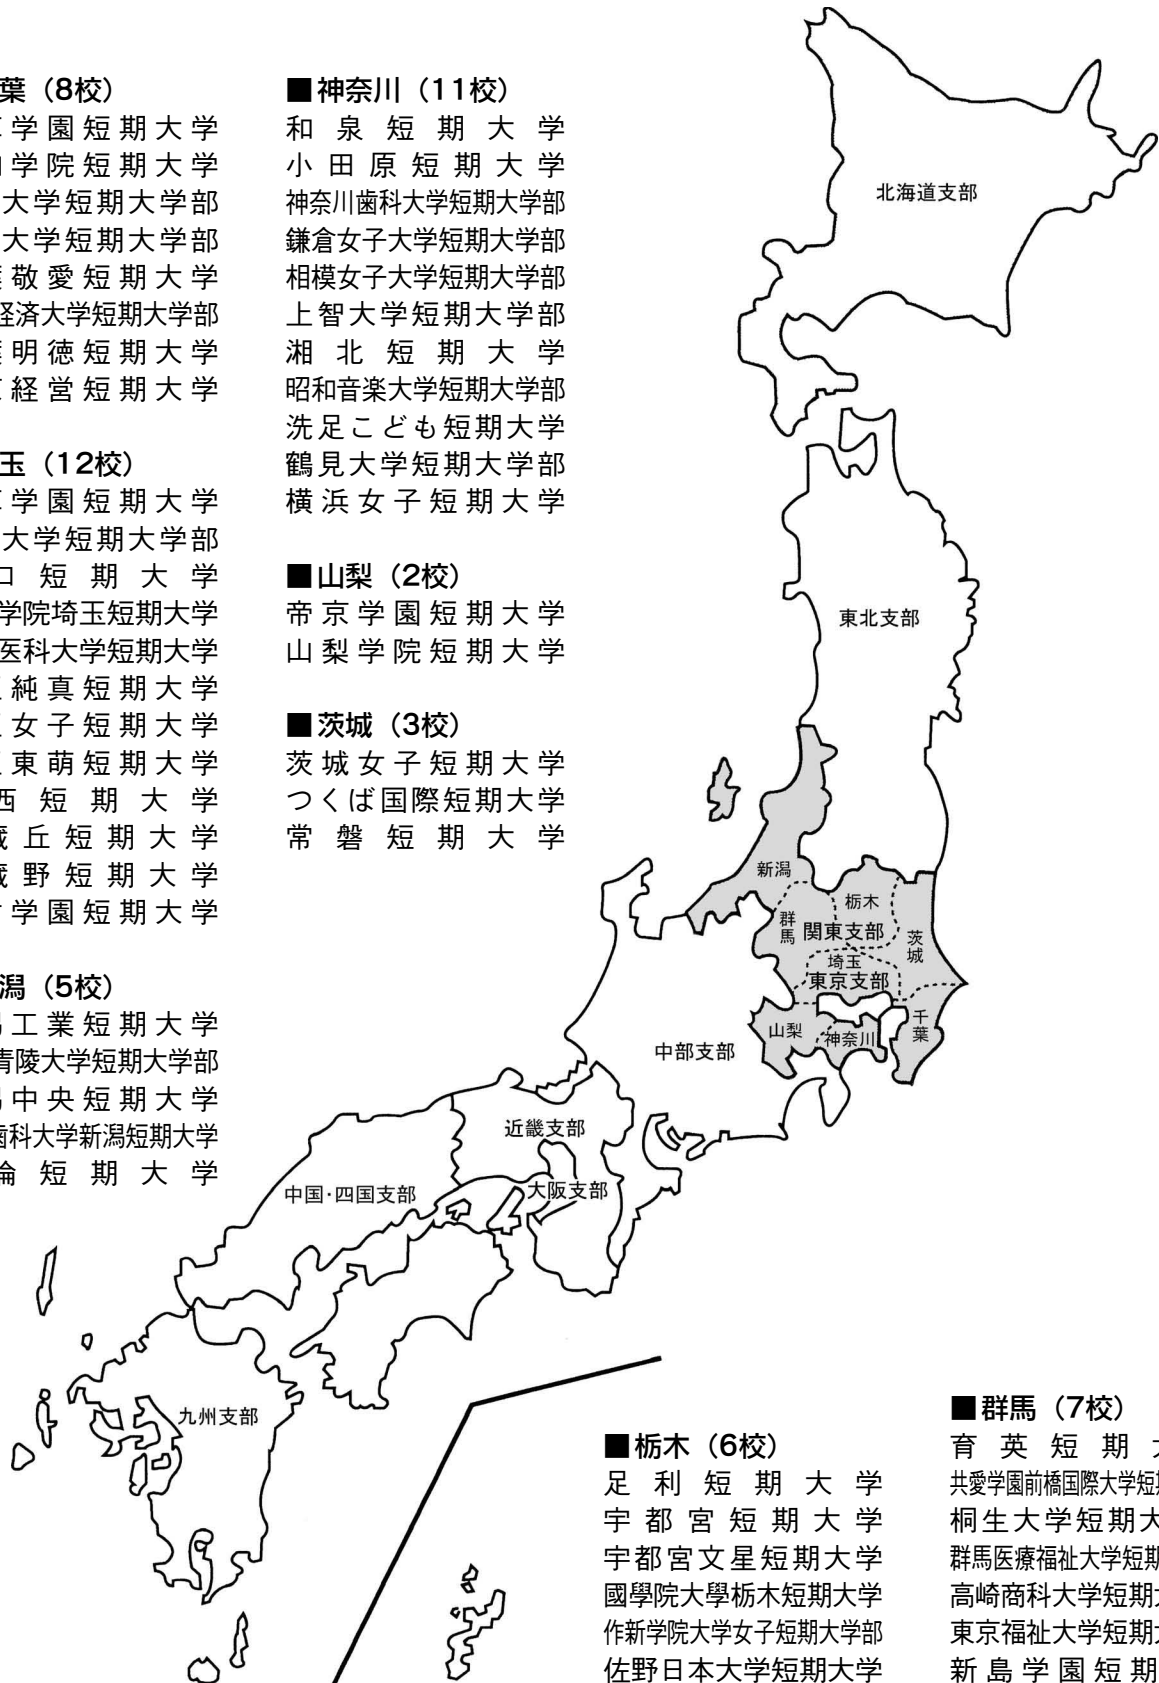 葉（8校）
学園短期大学
学院短期大学
大学短期大学部
大学短期大学部
敬愛短期大学
経済大学短期大学部
明徳短期大学
経営短期大学
玉（12校）
学園短期大学
大学短期大学部
口短期大学
学院埼玉短期大学
医科大学短期大学
純真短期大学
女子短期大学
東萌短期大学
西短期大学
丘短期大学
野短期大学
学園短期大学
潟（5校）
工業短期大学
青陵大学短期大学部
中央短期大学
歯科大学新潟短期大学
短期大学
■神奈川（11校）
和泉短期大学
小田原短期大学
神奈川歯科大学短期大学部
鎌倉女子大学短期大学部
相模女子大学短期大学部
上智大学短期大学部
湘北短期大学
昭和音楽大学短期大学部
洗足こども短期大学
鶴見大学短期大学部
横浜女子短期大学
■山梨（2校）
帝京学園短期大学
山梨学院短期大学
■茨城（3校）
茨城女子短期大学
つくば国際短期大学
常磐短期大学
北海道支部
東北支部
新潟
栃木
群馬
関東支部
茨城
埼玉
東京支部
千葉
山梨
神奈川
中部支部
近畿支部
大阪支部
中国・四国支部
九州支部
■栃木（6校）
足利短期大学
宇都宮短期大学
宇都宮文星短期大学
國學院大學栃木短期大学
作新学院大学女子短期大学部
佐野日本大学短期大学
■群馬（7校）
育英短期
共愛学園前橋国際大学短
桐生大学短期大
群馬医療福祉大学短期
高崎商科大学短期
東京福祉大学短期
新島学園短期